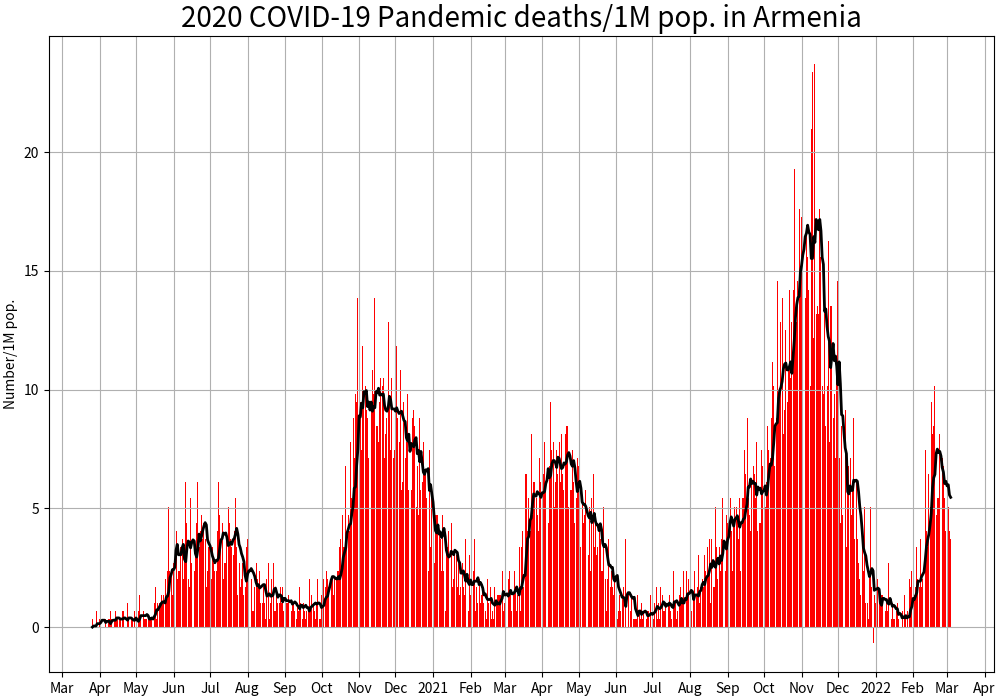 2020 COVID-19 Pandemic deaths/1M pop. in Armenia
Number/1M pop.
20
15
10
5
0
Mar Apr May Jun Jul Aug Sep Oct Nov Dec 2021 Feb Mar Apr May Jun Jul Aug Sep Oct Nov Dec 2022 Feb Mar Apr